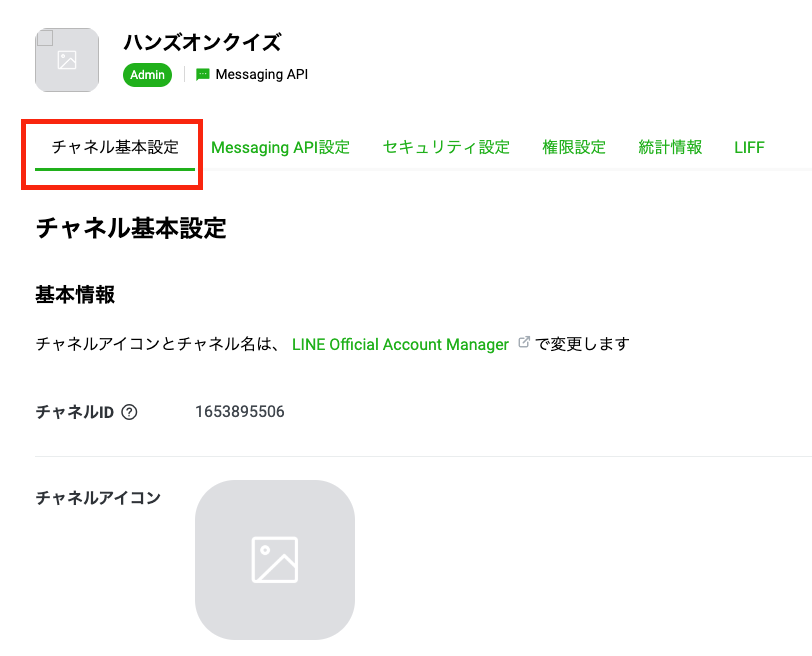 ハンズオンクイズ
Admin Messaging API
チャネル基本設定 Messaging API設定 セキュリティ設定 権限設定 統計情報 LIFF
チャネル基本設定
基本情報
チャネルアイコンとチャネル名は、 LINE Official Account Manager で変更します
チャネルID ? 1653895506
チャネルアイコン